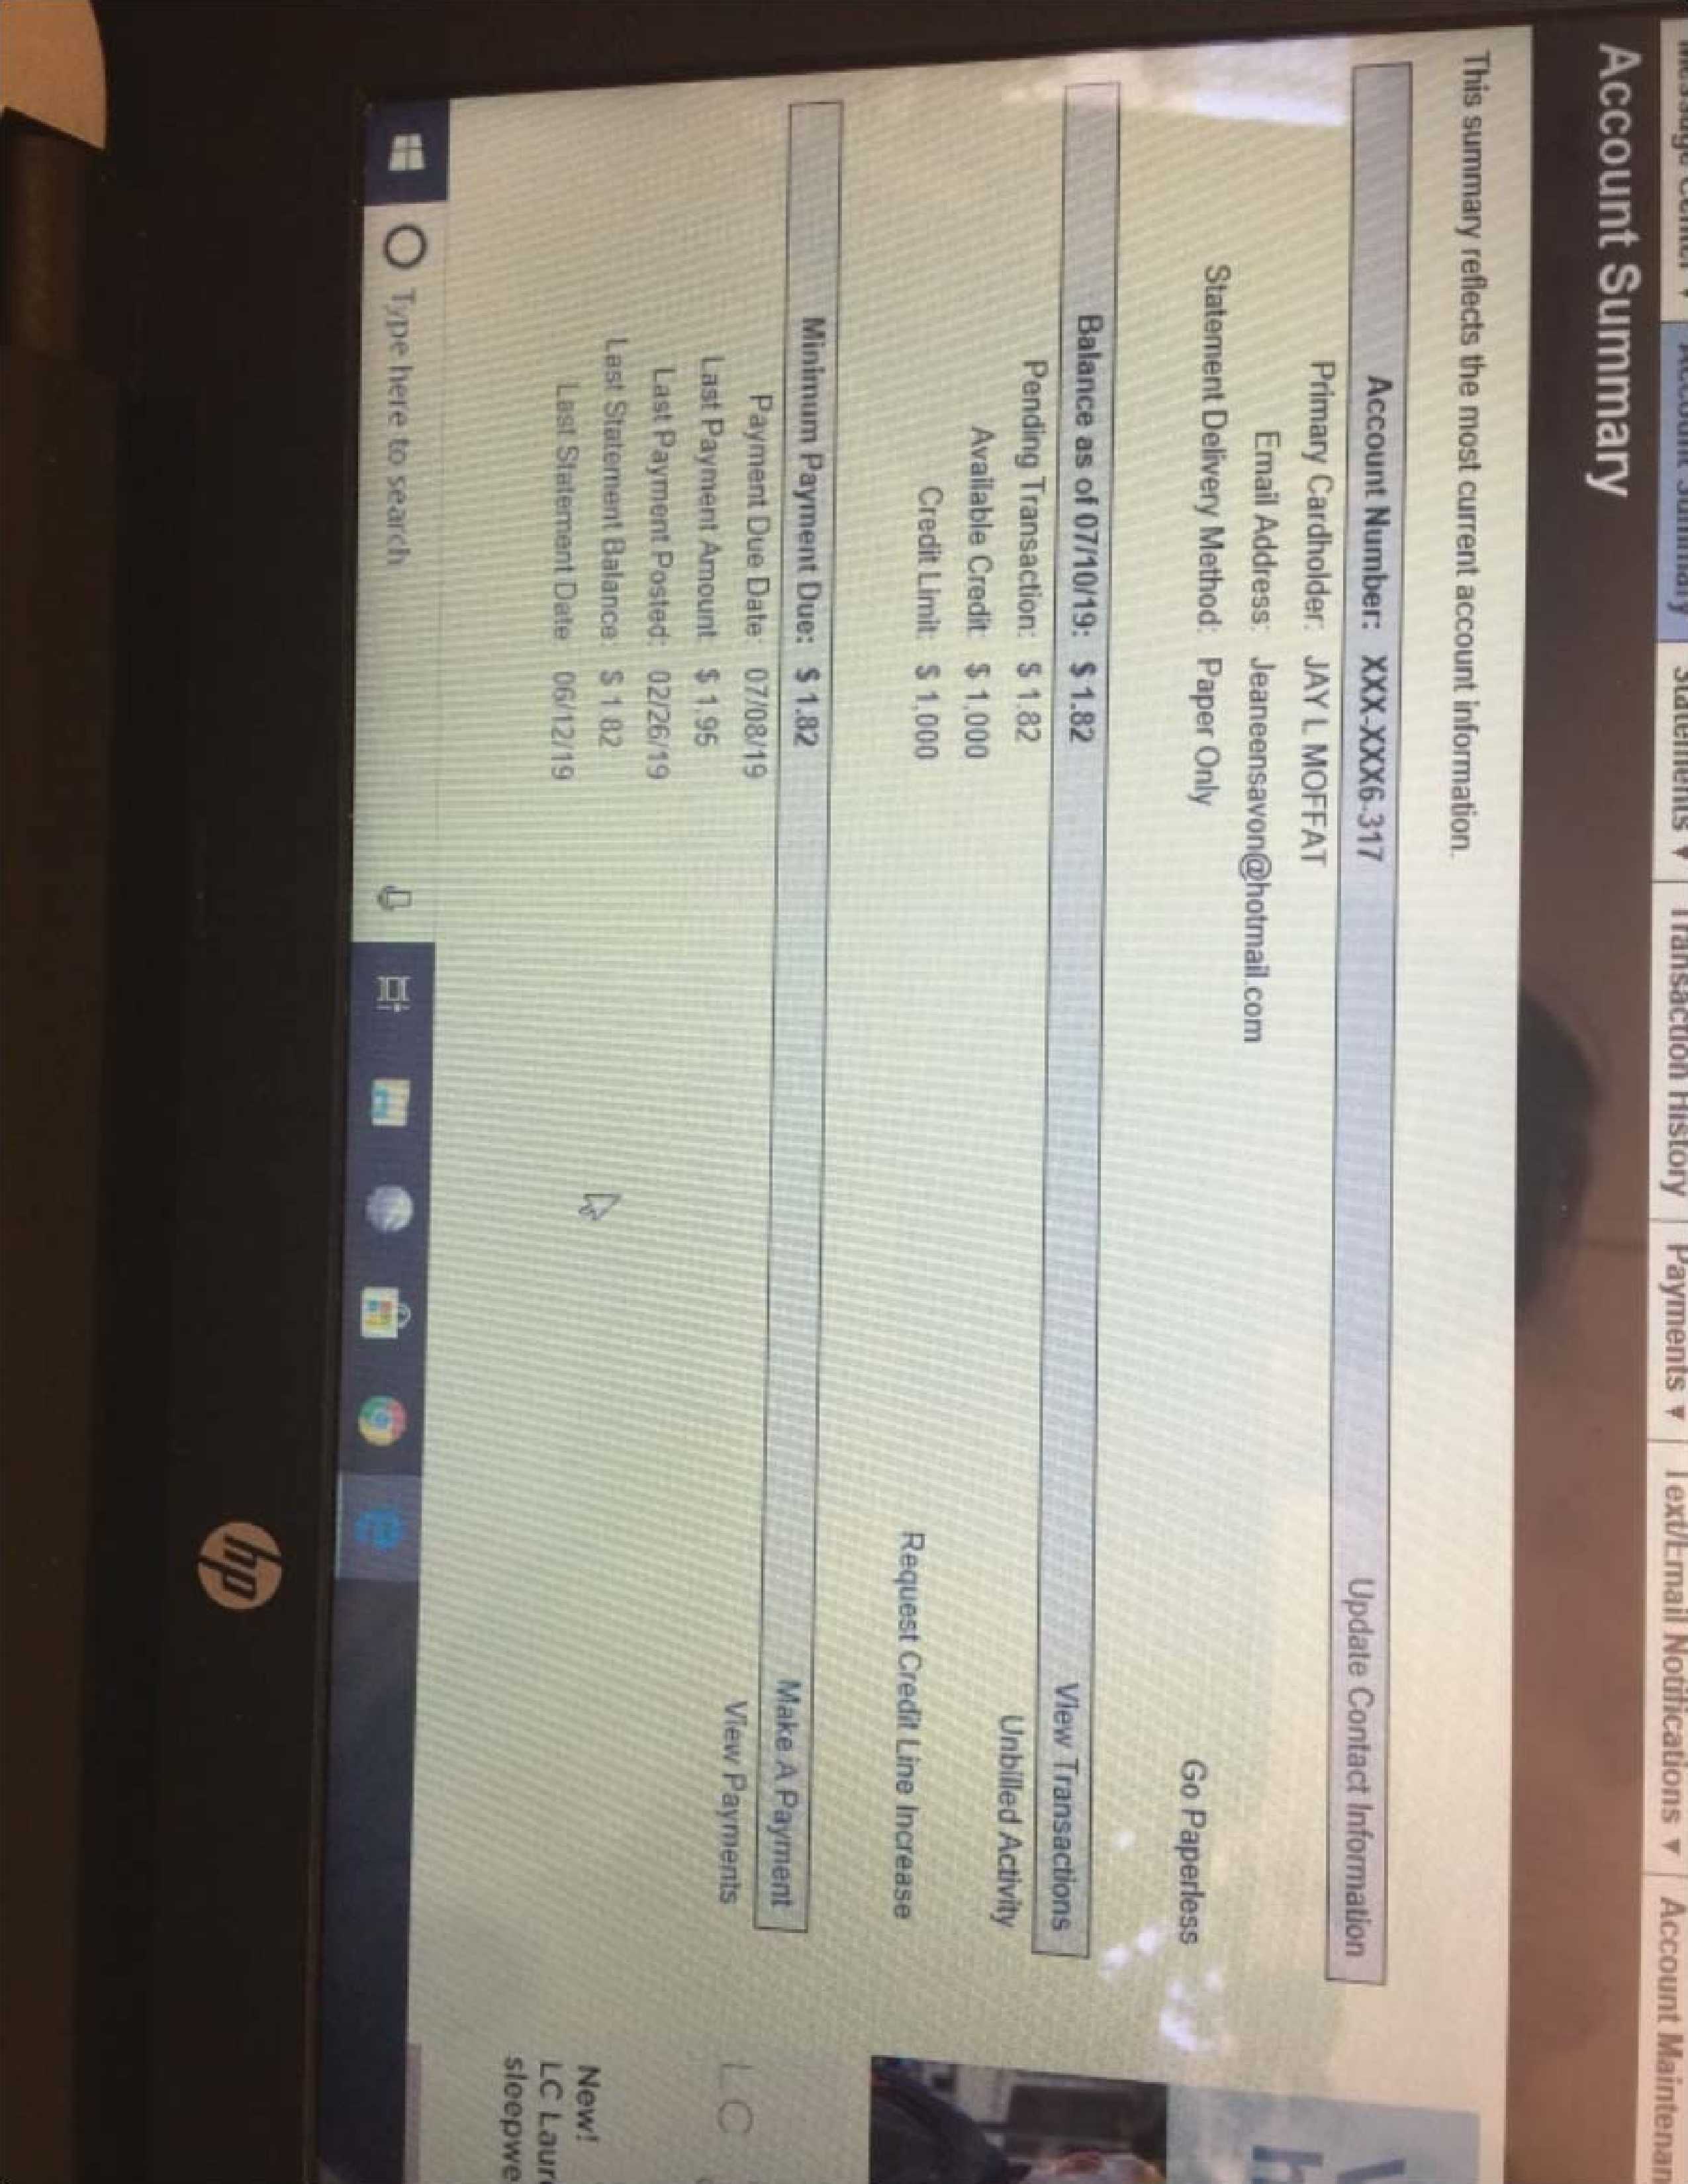 Account Summary
Statements ▼ Transaction History Payments ▼ Text/Email Notifications ▼ Account
Account Summary
This summary reflects the most current account information.
Account Number: XXX-XXX6-317 Update Contact Information
Primary Cardholder: JAY L MOFFAT
Email Address: Jeaneensavon@hotmail.com
Statement Delivery Method: Paper Only Go Paperless
Balance as of 07/10/19: $ 1.82 View Transactions
Pending Transaction: $ 1.82 Unbilled Activity
Available Credit: $ 1,000
Credit Limit: $ 1,000 Request Credit Line Increase
Minimum Payment Due: $ 1.82 Make A Payment
Payment Due Date: 07/08/19 View Payments
Last Payment Amount: $ 1.95
Last Payment Posted: 02/26/19
Last Statement Balance: $ 1.82
Last Statement Date: 06/12/19
LC
New!
LC
Type here to search
hp